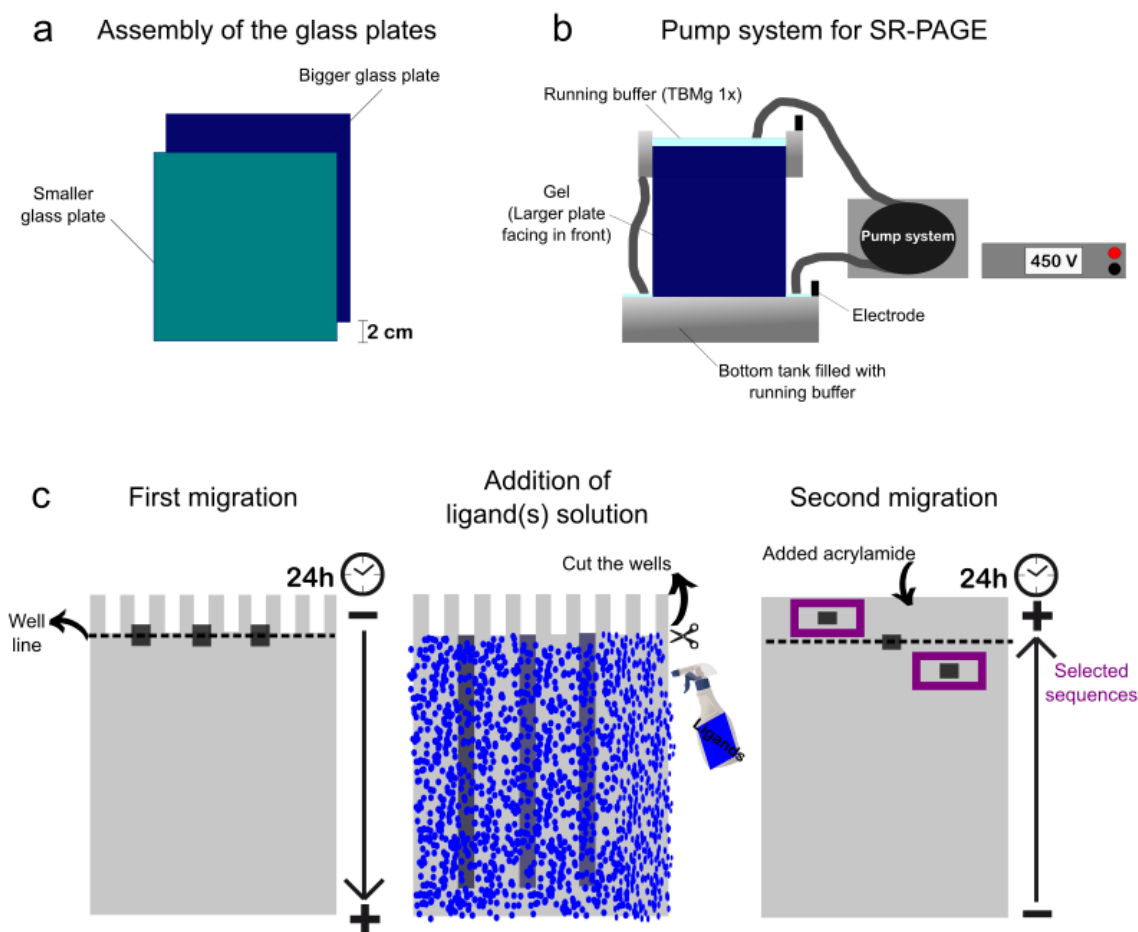 a
Assembly of the glass plates
Bigger glass plate
Smaller
glass plate
2 cm
b
Pump system for SR-PAGE
Running buffer (TBMg 1x)
Gel
(Larger plate
facing in front)
Pump system
450 V
Electrode
Bottom tank filled with
running buffer
c
First migration
24h
−
Well
line
+
Addition of
ligand(s) solution
Cut the wells
Ligands
Second migration
Added acrylamide
24h
+
Selected
sequences
−